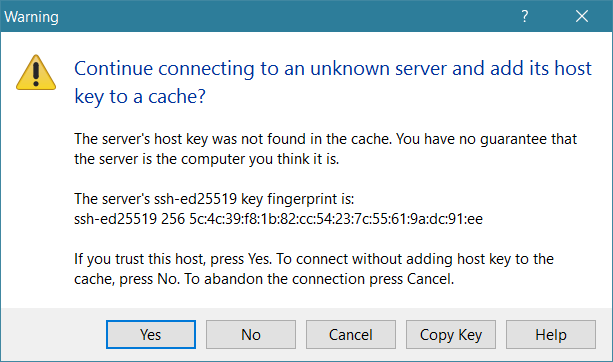 Warning
?
Continue connecting to an unknown server and add its host
key to a cache?
The server's host key was not found in the cache. You have no guarantee that
the server is the computer you think it is.
The server's ssh-ed25519 key fingerprint is:
ssh-ed25519 256 5c:4c:39:f8:1b:82:cc:54:23:7c:55:61:9a:dc:91:ee
If you trust this host, press Yes. To connect without adding host key to the
cache, press No. To abandon the connection press Cancel.
Yes No Cancel Copy Key Help